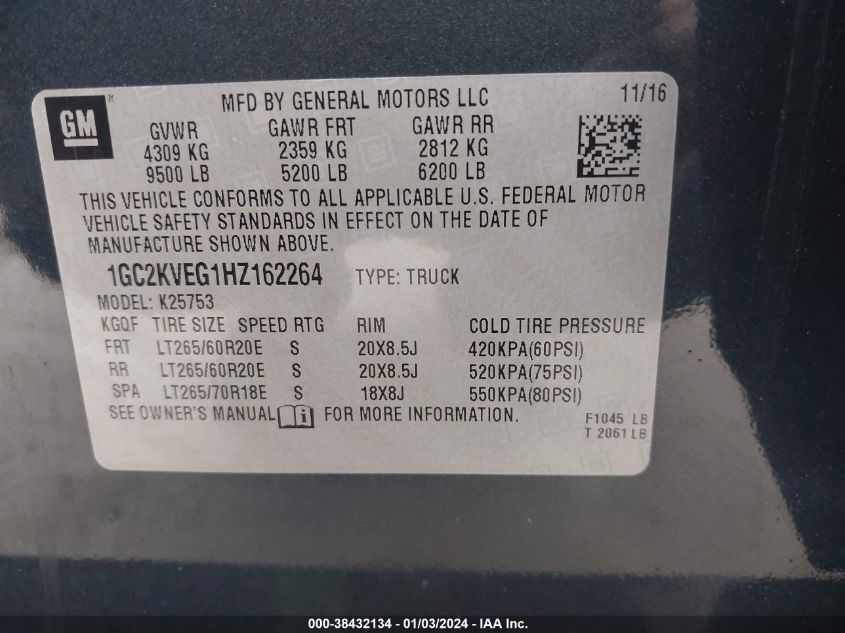 GM
MFD BY GENERAL MOTORS LLC 11/16
GVWR GAWR FRT GAWR RR
4309 KG 2359 KG 2812 KG
9500 LB 5200 LB 6200 LB
THIS VEHICLE CONFORMS TO ALL APPLICABLE U.S. FEDERAL MOTOR
VEHICLE SAFETY STANDARDS IN EFFECT ON THE DATE OF
MANUFACTURE SHOWN ABOVE.
1GC2KVEG1HZ162264 TYPE: TRUCK
MODEL: K25753
KGQF TIRE SIZE SPEED RTG RIM COLD TIRE PRESSURE
FRT LT265/60R20E S 20X8.5J 420KPA(60PSI)
RR LT265/60R20E S 20X8.5J 520KPA(75PSI)
SPA LT265/70R18E S 18X8J 550KPA(80PSI)
SEE OWNER'S MANUAL i FOR MORE INFORMATION.
F1045 LB
T 2061 LB
000-38432134 - 01/03/2024 - IAA Inc.